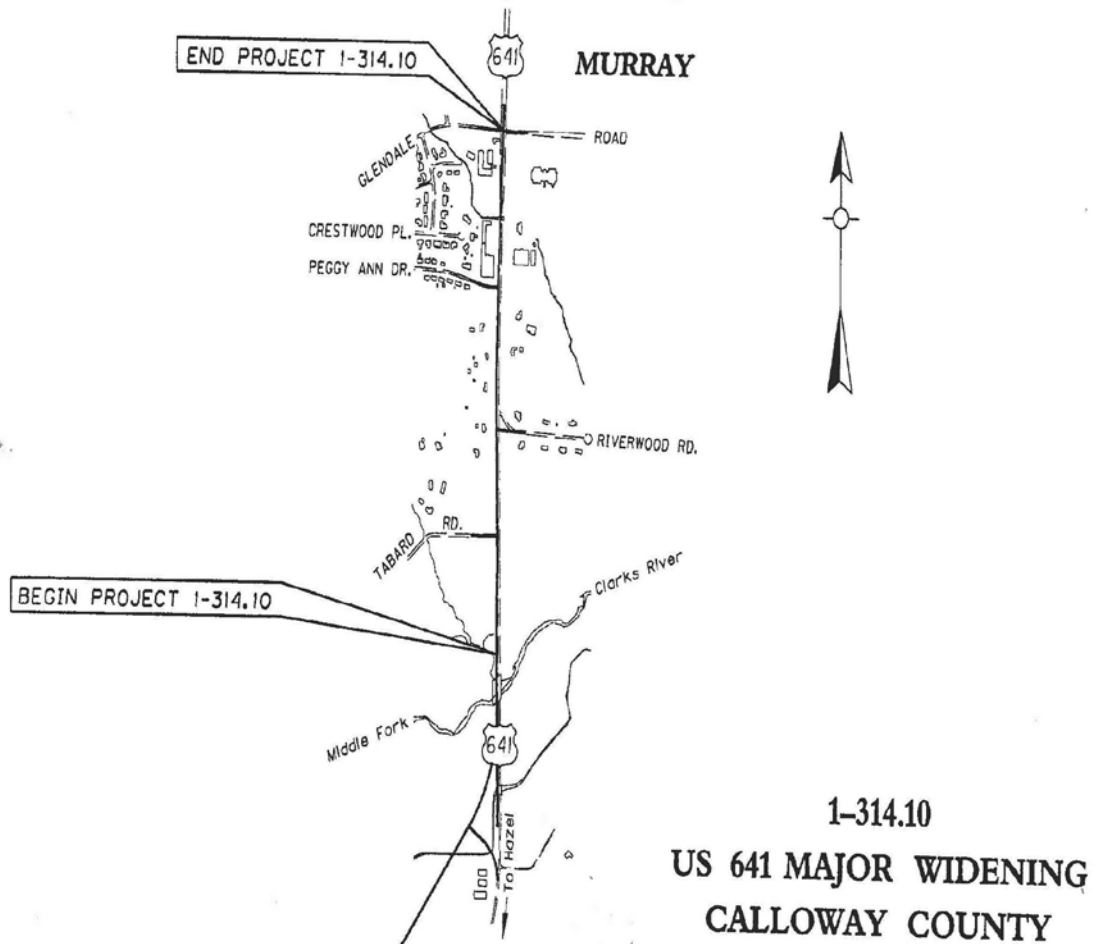 641
MURRAY
END PROJECT 1-314.10
ROAD
GLENDALE
CRESTWOOD PL.
PEGGY ANN DR.
RIVERWOOD RD.
TABARD RD.
Clarks River
BEGIN PROJECT 1-314.10
Middle Fork
641
To Hazel
1-314.10
US 641 MAJOR WIDENING
CALLOWAY COUNTY